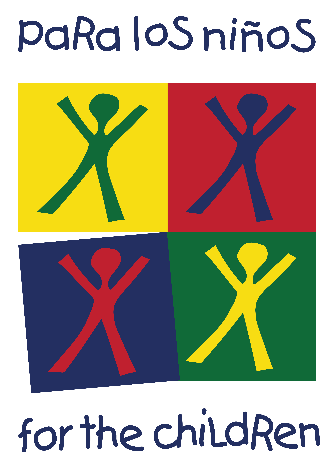 paRa los niños
for the chiLdRen